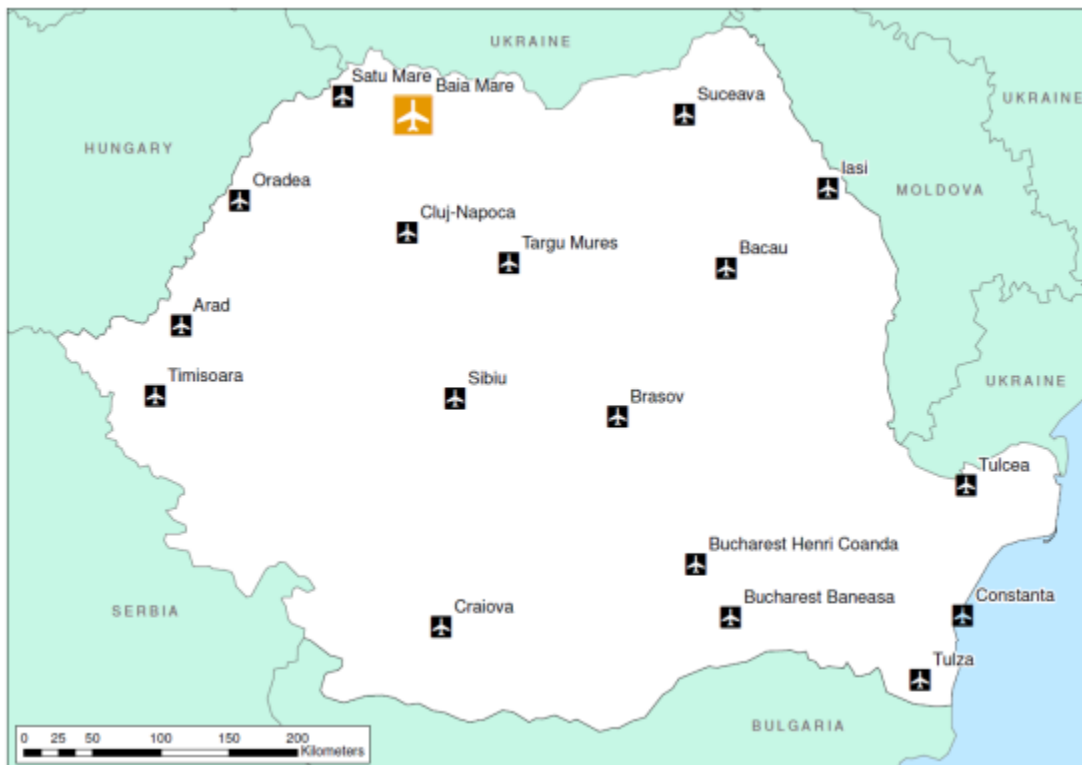 UKRAINE
Satu Mare
Baia Mare
Suceava
UKRAINE
HUNGARY
Iasi
Oradea
MOLDOVA
Cluj-Napoca
Targu Mures
Bacau
Arad
Timisoara
Sibiu
UKRAINE
Brasov
Tulcea
Bucharest Henri Coanda
SERBIA
Craiova
Bucharest Baneasa
Constanta
Tulza
BULGARIA
0 25 50 100 150 200
Kilometers